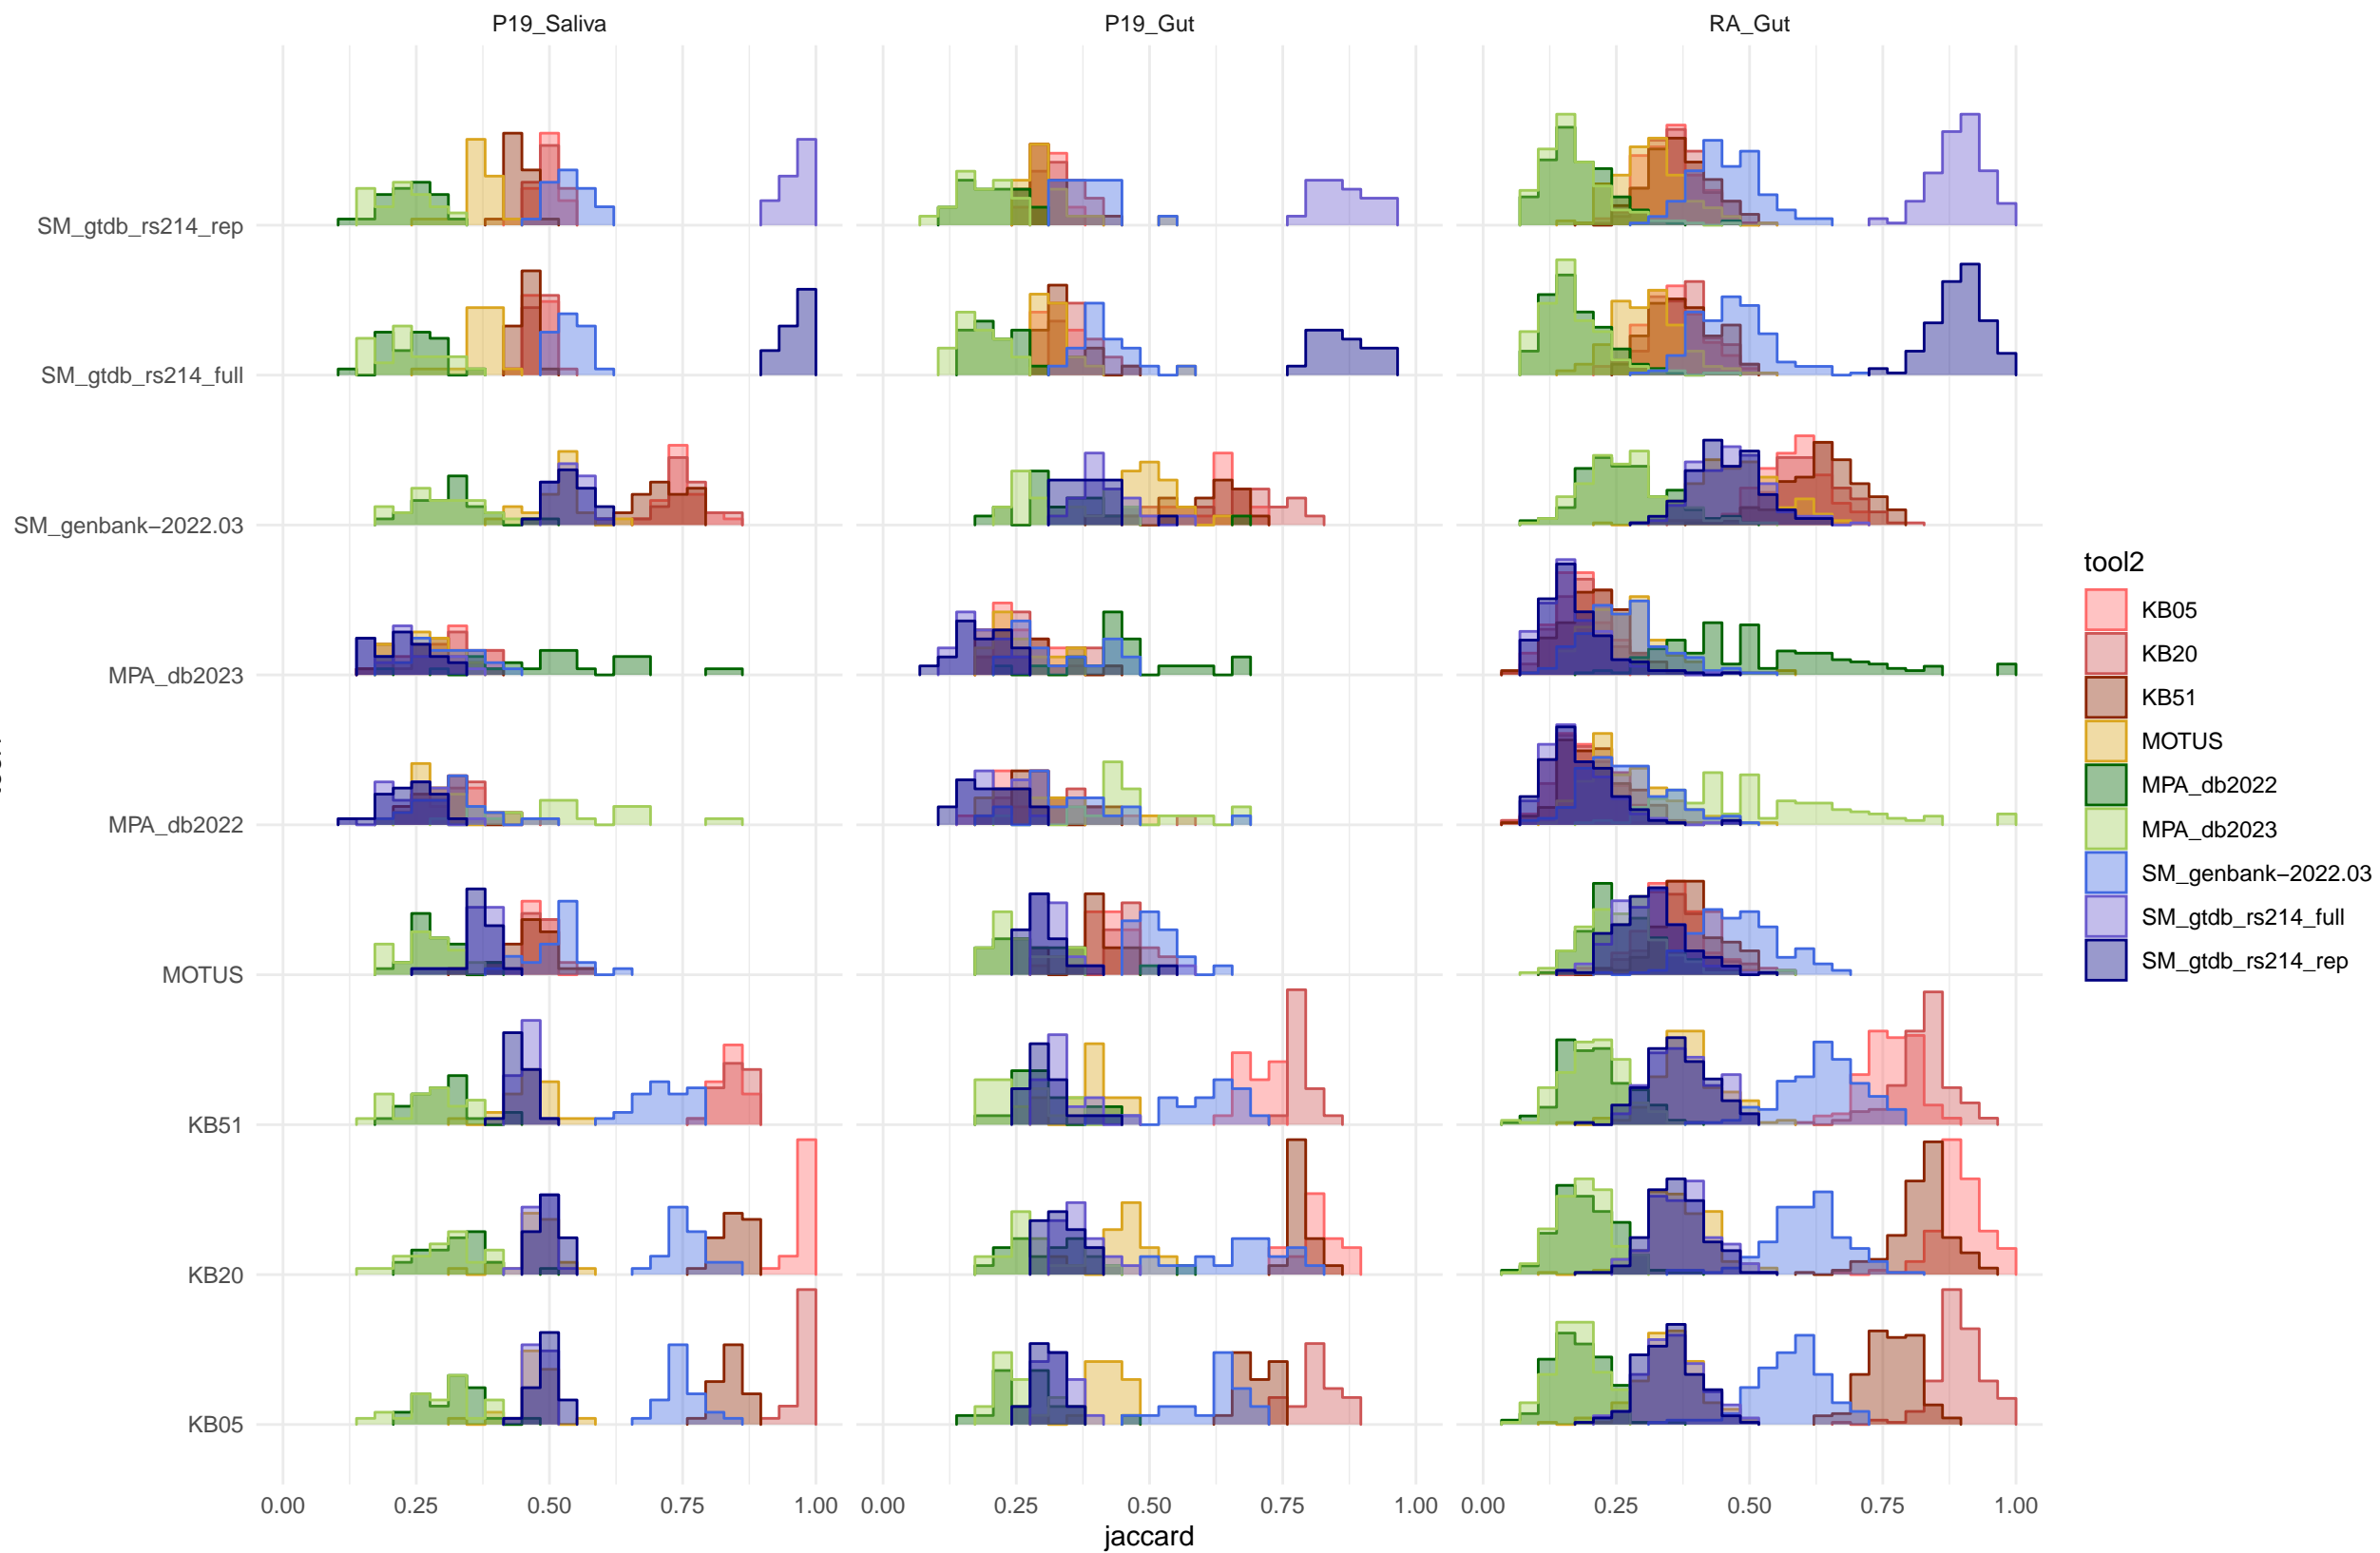 P19_Saliva P19_Gut RA_Gut
SM_gtdb_rs214_rep
SM_gtdb_rs214_full
SM_genbank−2022.03
MPA_db2023
MPA_db2022
MOTUS
KB51
KB20
KB05
0.00 0.25 0.50 0.75 1.00 0.00 0.25 0.50 0.75 1.00 0.00 0.25 0.50 0.75 1.00
jaccard
tool2
KB05
KB20
KB51
MOTUS
MPA_db2022
MPA_db2023
SM_genbank−2022.03
SM_gtdb_rs214_full
SM_gtdb_rs214_rep